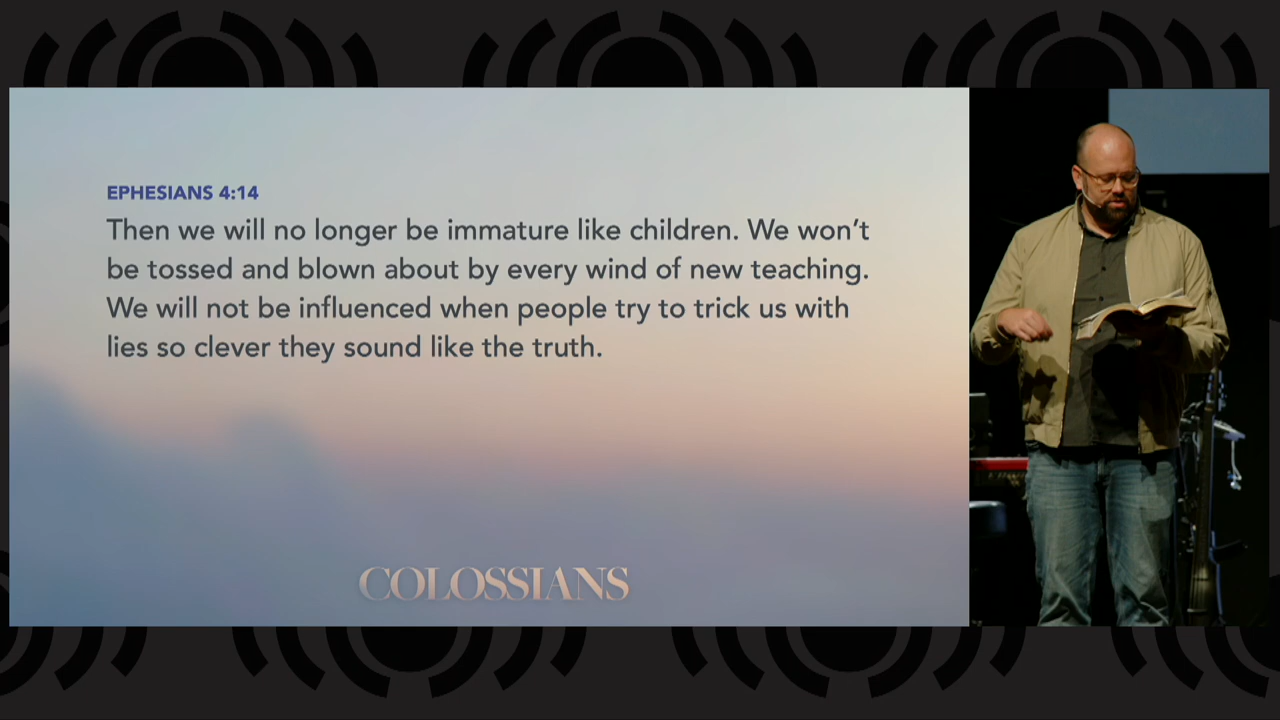 EPHESIANS 4:14
Then we will no longer be immature like children. We won’t
be tossed and blown about by every wind of new teaching.
We will not be influenced when people try to trick us with
lies so clever they sound like the truth.
COLOSSIANS